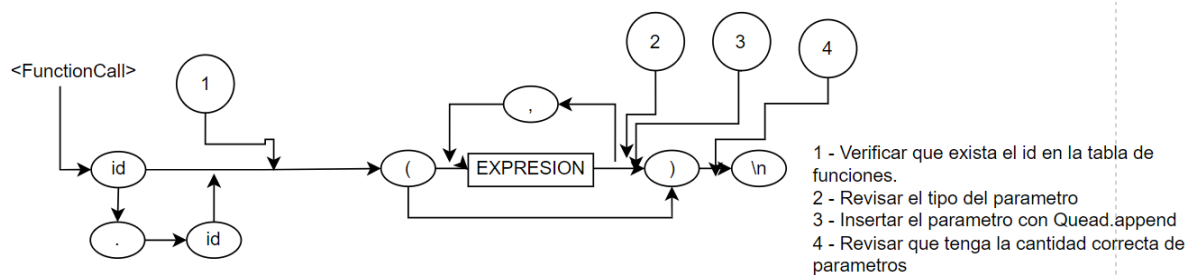 2
3
4
<FunctionCall>
1
,
id
(
EXPRESION
)
\n
.
id
1 - Verificar que exista el id en la tabla de
funciones.
2 - Revisar el tipo del parametro
3 - Insertar el parametro con Quead.append
4 - Revisar que tenga la cantidad correcta de
parametros